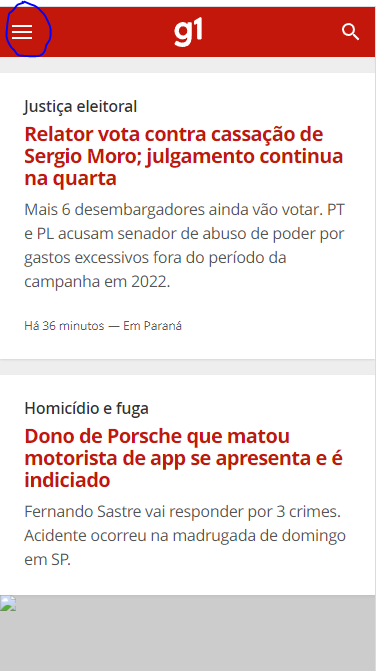 g1
Justiça eleitoral
Relator vota contra cassação de
Sergio Moro; julgamento continua
na quarta
Mais 6 desembargadores ainda vão votar. PT
e PL acusam senador de abuso de poder por
gastos excessivos fora do período da
campanha em 2022.
Há 36 minutos — Em Paraná
Homicídio e fuga
Dono de Porsche que matou
motorista de app se apresenta e é
indiciado
Fernando Sastre vai responder por 3 crimes.
Acidente ocorreu na madrugada de domingo
em SP.